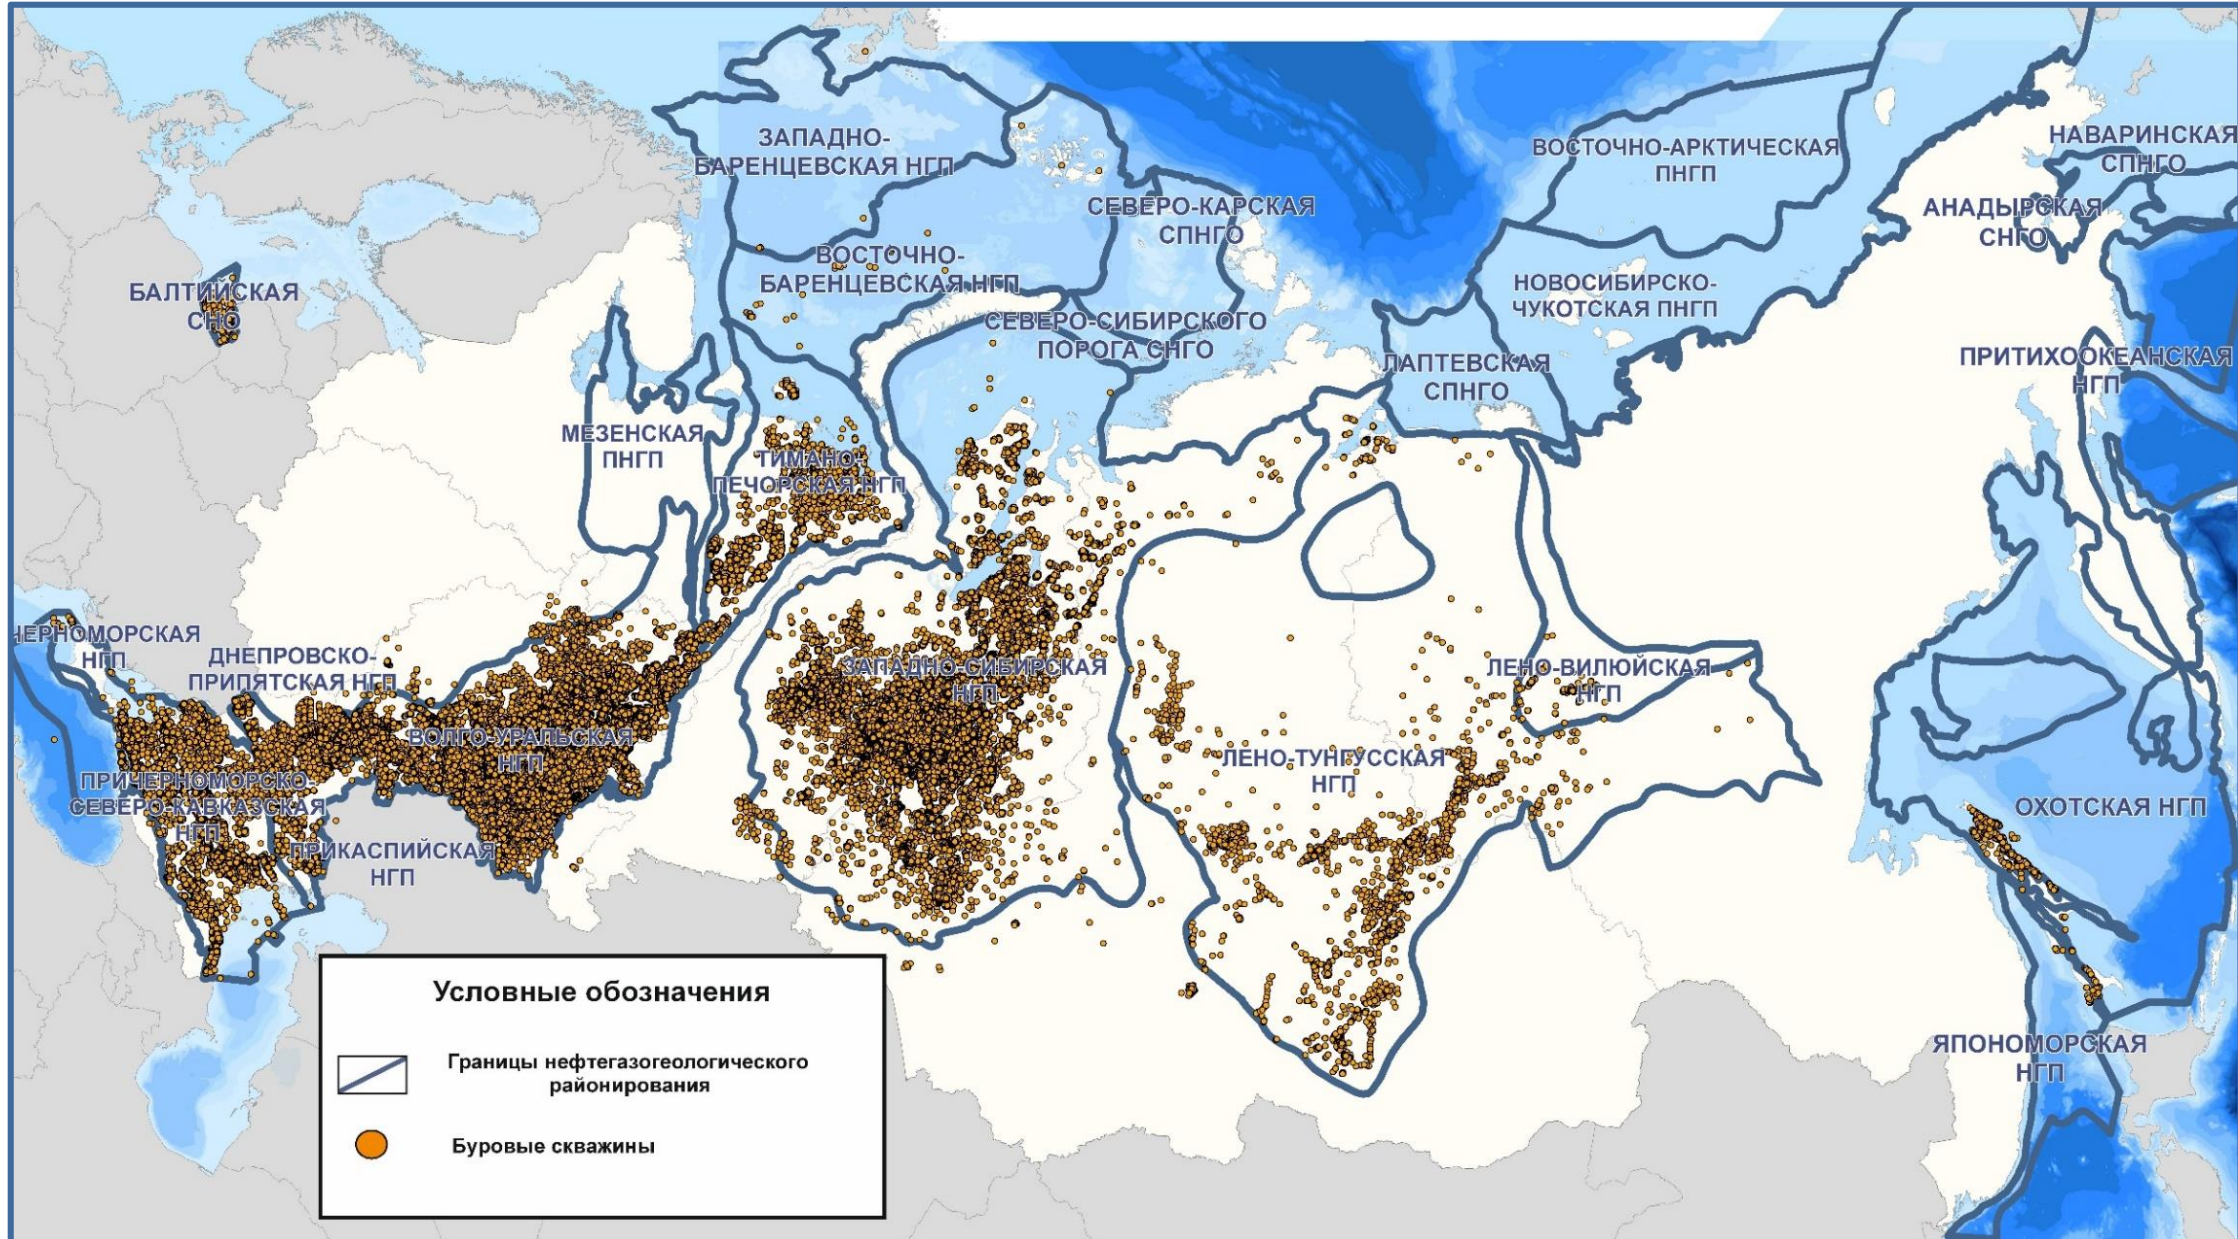 ЗАПАДНО-
БАРЕНЦЕВСКАЯ НГП
ВОСТОЧНО-АРКТИЧЕСКАЯ
ПНГП
НАВАРИНСКАЯ
СПНГО
СЕВЕРО-КАРСКАЯ
СПНГО
АНАДЫРСКАЯ
СНГО
ВОСТОЧНО-
БАРЕНЦЕВСКАЯ НГП
БАЛТИЙСКАЯ
СНО
НОВОСИБИРСКО-
ЧУКОТСКАЯ ПНГП
СЕВЕРО-СИБИРСКОГО
ПОРОГА СНГО
ЛАПТЕВСКАЯ
СПНГО
ПРИТИХООКЕАНСКАЯ
НГП
МЕЗЕНСКАЯ
ПНГП
ТИМАНО-
ПЕЧОРСКАЯ НГП
ЧЕРНОМОРСКАЯ
НГП
ДНЕПРОВСКО-
ПРИПЯТСКАЯ НГП
ЗАПАДНО-СИБИРСКАЯ
НГП
ЛЕНО-ВИЛЮЙСКАЯ
НГП
ВОЛГО-УРАЛЬСКАЯ
НГП
ЛЕНО-ТУНГУССКАЯ
НГП
ПРИЧЕРНОМОРСКО-
СЕВЕРО-КАВКАЗСКАЯ
НГП
ОХОТСКАЯ НГП
ПРИКАСПИЙСКАЯ
НГП
ЯПОНОМОРСКАЯ
НГП
Условные обозначения
Границы нефтегазогеологического
районирования
Буровые скважины